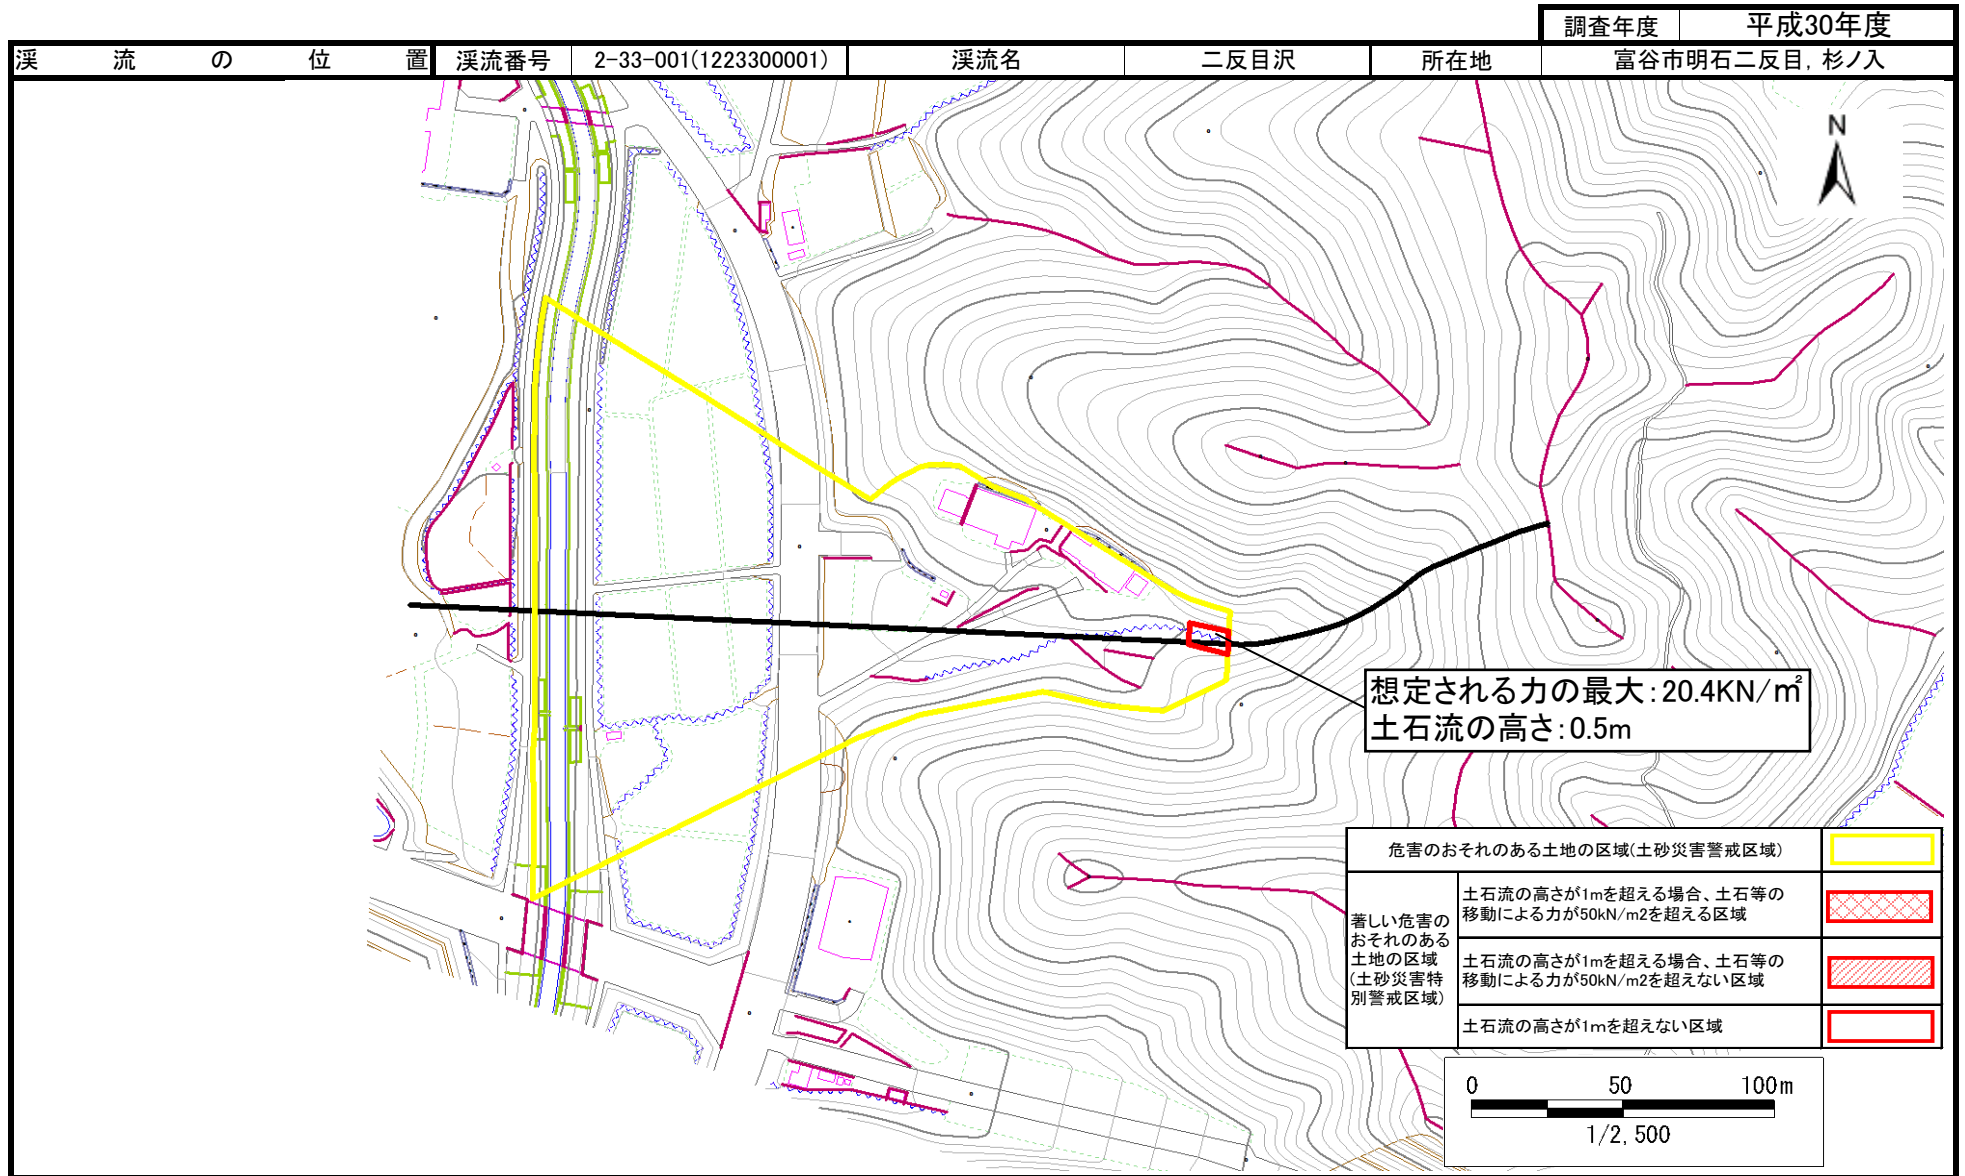 調査年度 平成30年度
渓流の位置 渓流番号 2-33-001(1223300001) 渓流名 二反目沢 所在地 富谷市明石二反目, 杉ノ入
N
想定される力の最大:20.4KN/㎡
土石流の高さ:0.5m
危害のおそれのある土地の区域(土砂災害警戒区域)
著しい危害の
おそれのある
土地の区域
(土砂災害特
別警戒区域)
土石流の高さが1mを超える場合、土石等の
移動による力が50kN/m2を超える区域
土石流の高さが1mを超える場合、土石等の
移動による力が50kN/m2を超えない区域
土石流の高さが1mを超えない区域
0 50 100m
1/2,500